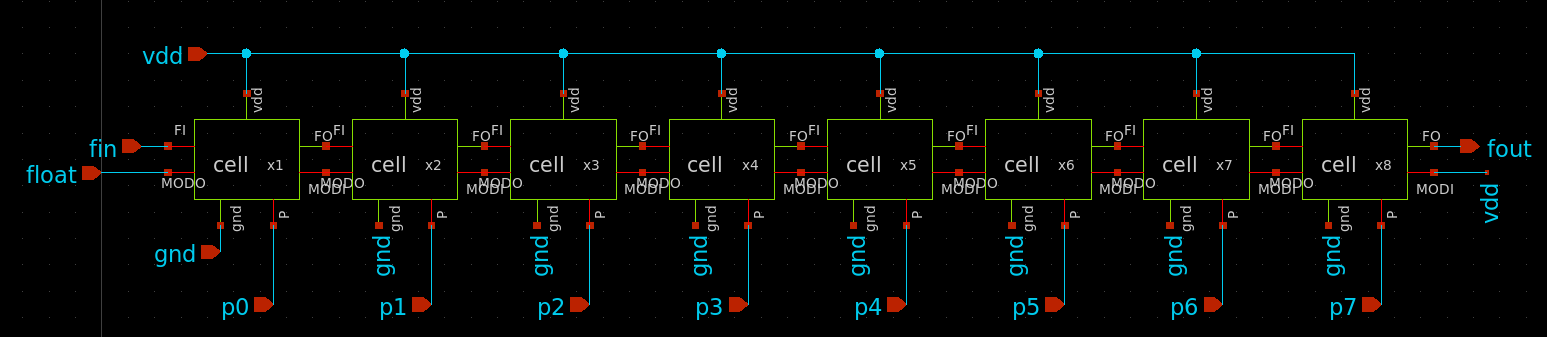 vdd
vdd vdd vdd vdd vdd vdd vdd vdd
FI FO FI FO FI FO FI FO FI FO FI FO FI FO FI FO
fin fout
cell x1 cell x2 cell x3 cell x4 cell x5 cell x6 cell x7 cell x8
float
MODO MODI MODO MODI MODO MODI MODO MODI MODO MODI MODO MODI MODO MODI MODO MODI
vdd
gnd P gnd P gnd P gnd P gnd P gnd P gnd P gnd P
gnd gnd gnd gnd gnd gnd gnd gnd
p0 p1 p2 p3 p4 p5 p6 p7